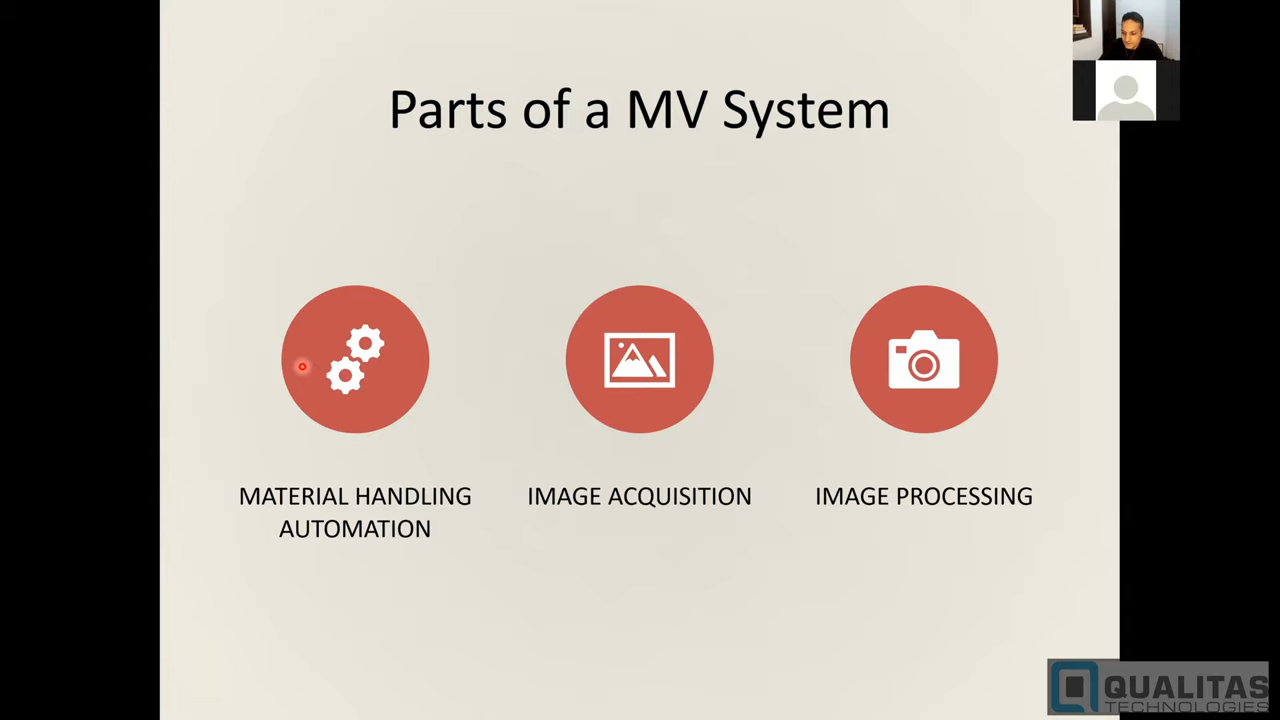 Parts of a MV System
MATERIAL HANDLING
AUTOMATION
IMAGE ACQUISITION
IMAGE PROCESSING
QUALITAS
TECHNOLOGIES